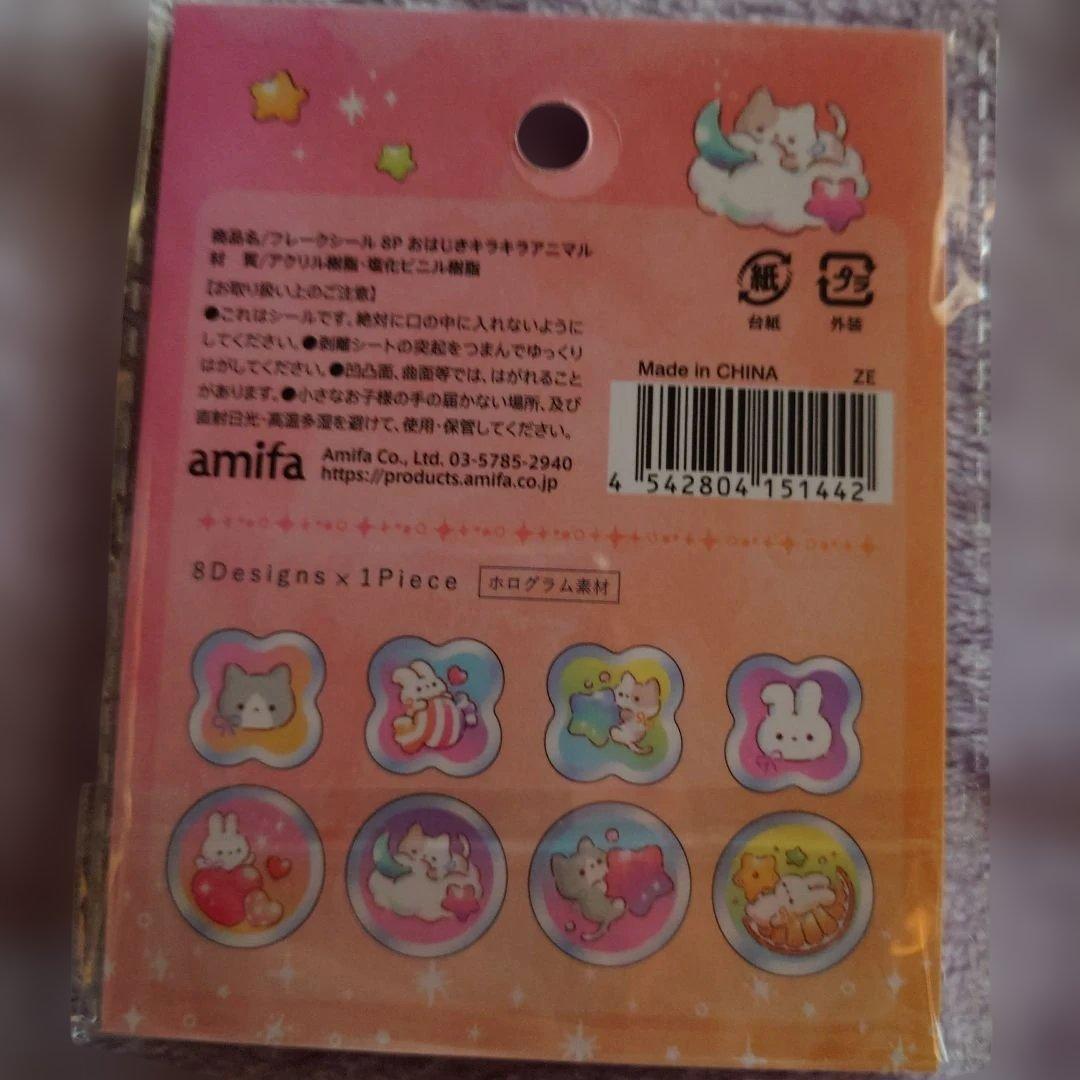 商品名/フレークシール 8P おはじきキラキラアニマル
材　質/アクリル樹脂・塩化ビニル樹脂
【お取り扱い上のご注意】
●これはシールです。絶対に口の中に入れないように
してください。●剥離シートの突起をつまんでゆっくり
はがしてください。●凹凸面、曲面等では、はがれること
があります。●小さなお子様の手の届かない場所、及び
直射日光・高温多湿を避けて、使用・保管してください。
amifa
Amifa Co., Ltd. 03-5785-2940
https://products.amifa.co.jp
紙
台紙
プラ
外装
Made in CHINA
ZE
4 542804 151442
8Designs x 1Piece
ホログラム素材